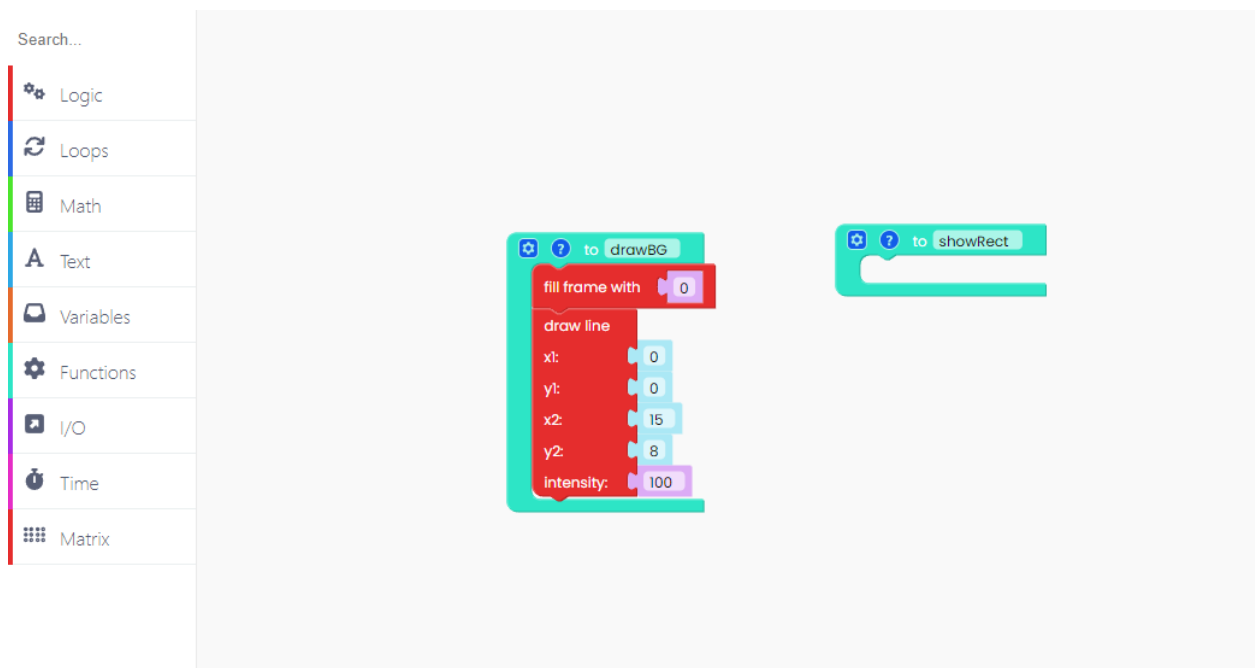 Search...
Logic
Loops
Math
Text
Variables
Functions
I/O
Time
Matrix
? to drawBG
fill frame with 0
draw line
x1: 0
y1: 0
x2: 15
y2: 8
intensity: 100
? to showRect